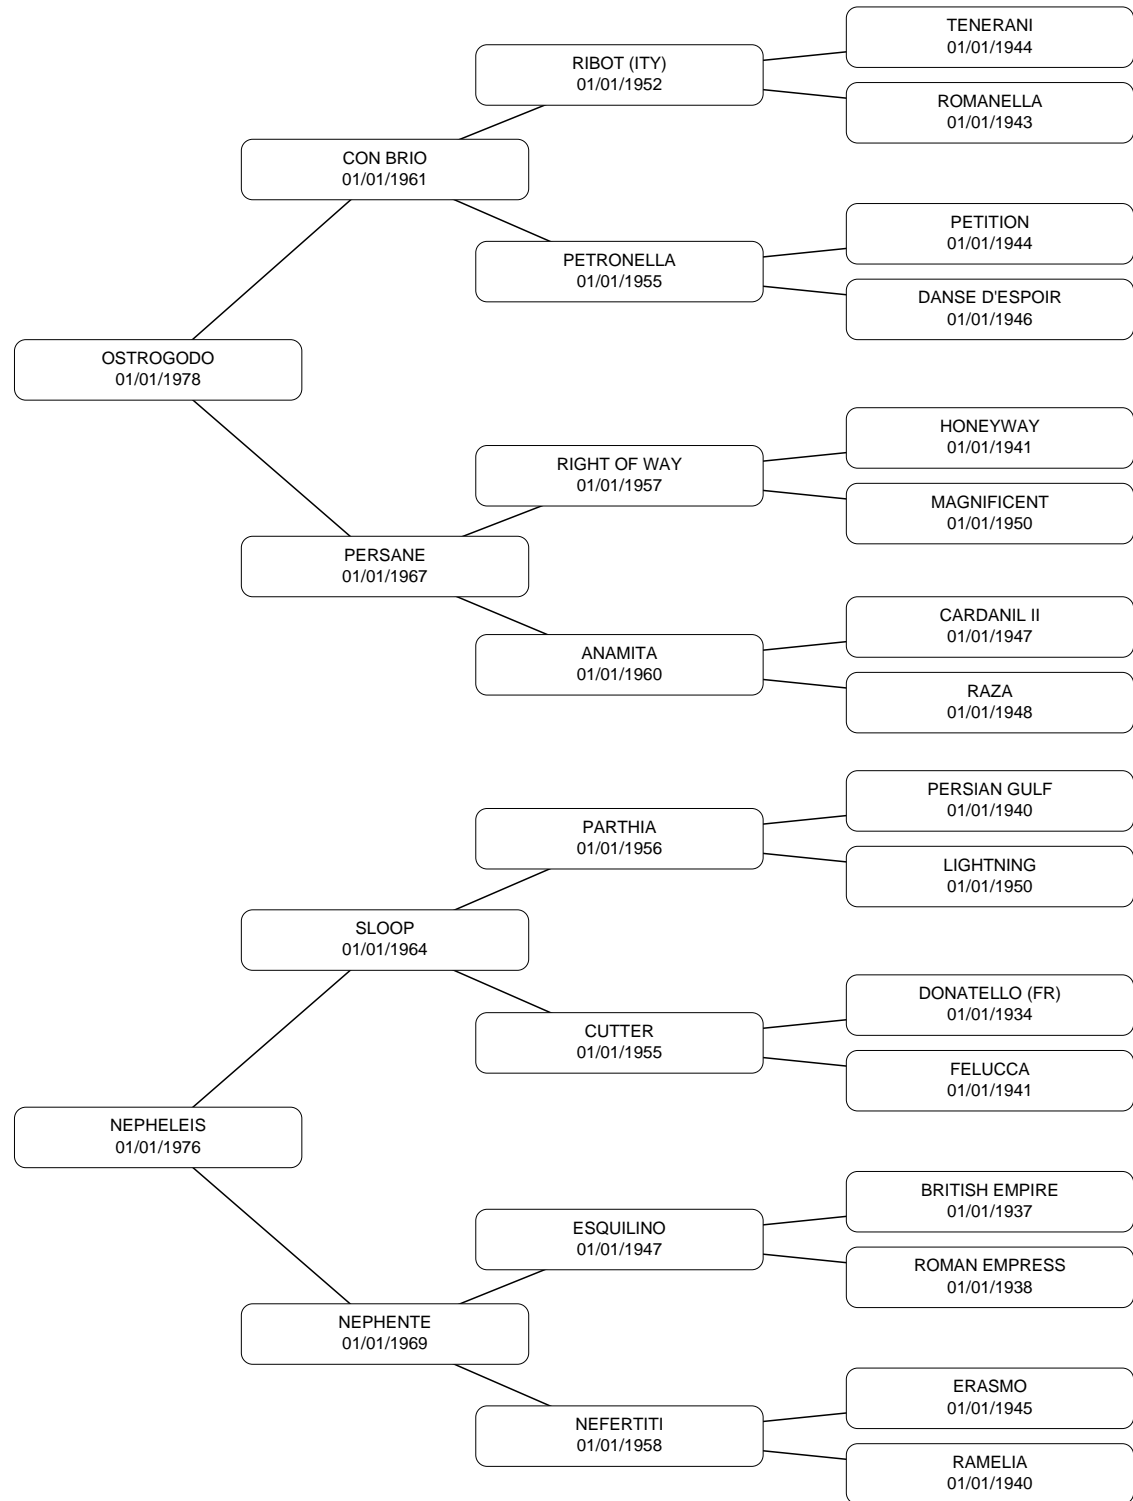 TENERANI
01/01/1944
RIBOT (ITY)
01/01/1952
ROMANELLA
01/01/1943
CON BRIO
01/01/1961
PETITION
01/01/1944
PETRONELLA
01/01/1955
DANSE D'ESPOIR
01/01/1946
OSTROGODO
01/01/1978
HONEYWAY
01/01/1941
RIGHT OF WAY
01/01/1957
MAGNIFICENT
01/01/1950
PERSANE
01/01/1967
CARDANIL II
01/01/1947
ANAMITA
01/01/1960
RAZA
01/01/1948
PERSIAN GULF
01/01/1940
PARTHIA
01/01/1956
LIGHTNING
01/01/1950
SLOOP
01/01/1964
DONATELLO (FR)
01/01/1934
CUTTER
01/01/1955
FELUCCA
01/01/1941
NEPHELEIS
01/01/1976
BRITISH EMPIRE
01/01/1937
ESQUILINO
01/01/1947
ROMAN EMPRESS
01/01/1938
NEPHENTE
01/01/1969
ERASMO
01/01/1945
NEFERTITI
01/01/1958
RAMELIA
01/01/1940